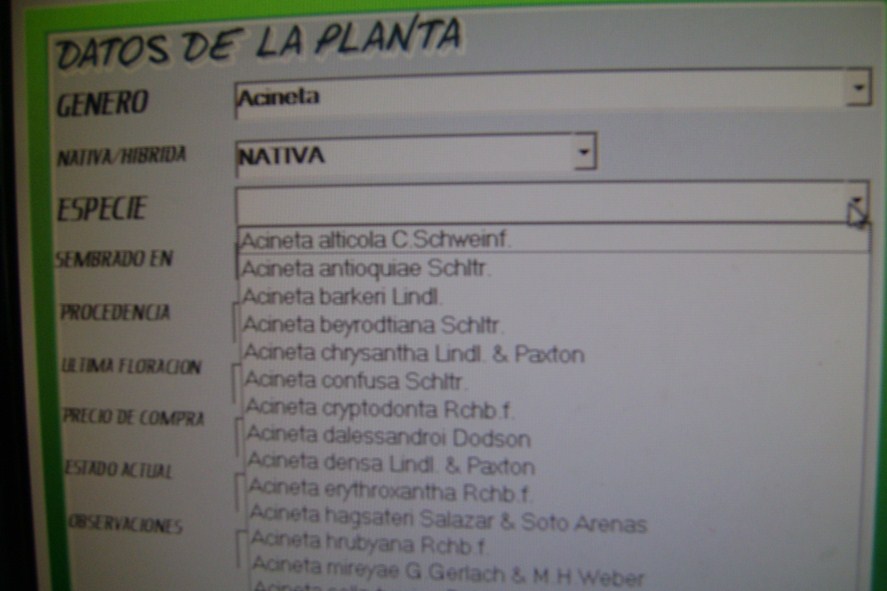 DATOS DE LA PLANTA
GENERO Acineta
NATIVA/HIBRIDA NATIVA
ESPECIE
Acineta alticola C.Schweinf.
SEMBRADO EN
Acineta antioquiae Schltr.
Acineta barkeri Lindl.
PROCEDENCIA
Acineta beyrodtiana Schltr.
Acineta chrysantha Lindl. & Paxton
ULTIMA FLORACION
Acineta confusa Schltr.
Acineta cryptodonta Rchb.f.
PRECIO DE COMPRA
Acineta dalessandroi Dodson
Acineta densa Lindl. & Paxton
ESTADO ACTUAL
Acineta erythroxantha Rchb.f.
Acineta hagsateri Salazar & Soto Arenas
OBSERVACIONES
Acineta hrubyana Rchb.f.
Acineta mireyae G.Gerlach & M.H.Weber
Acineta